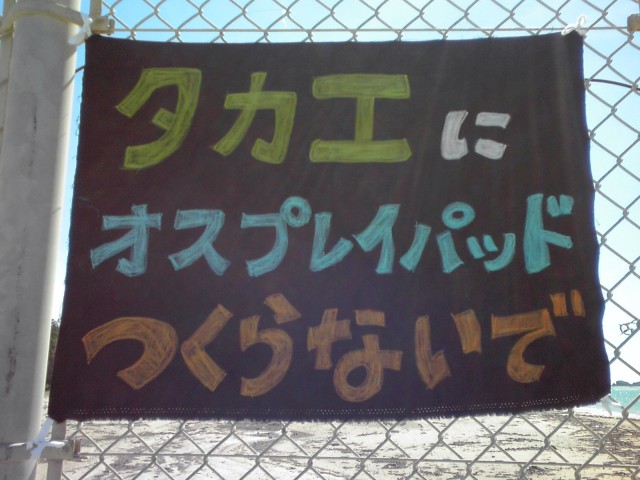 タカエに
オスプレイパッド
つくらないで